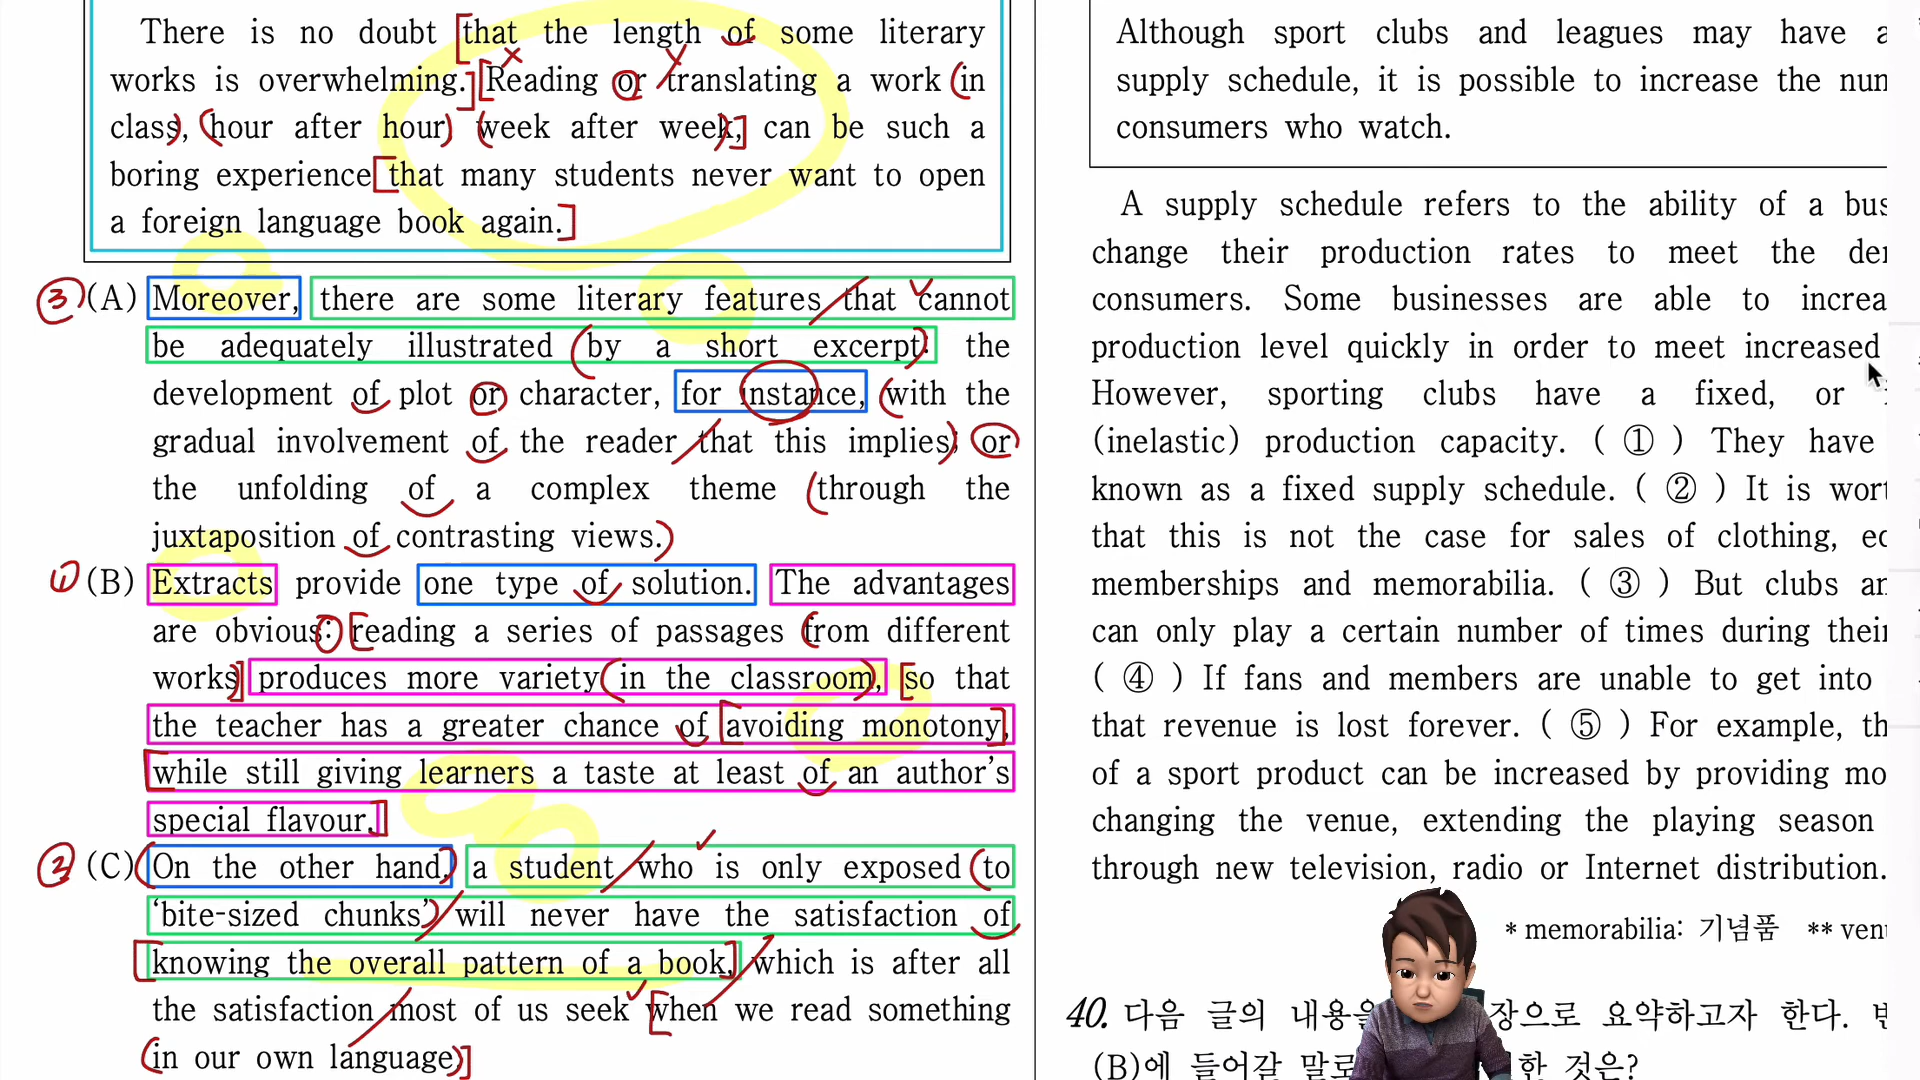 There is no doubt that the length of some literary
works is overwhelming. Reading or translating a work in
class, hour after hour, week after week, can be such a
boring experience that many students never want to open
a foreign language book again.
③ (A) Moreover, there are some literary features that cannot
be adequately illustrated by a short excerpt: the
development of plot or character, for instance, with the
gradual involvement of the reader that this implies; or
the unfolding of a complex theme through the
juxtaposition of contrasting views.
① (B) Extracts provide one type of solution. The advantages
are obvious: reading a series of passages from different
works produces more variety in the classroom, so that
the teacher has a greater chance of avoiding monotony,
while still giving learners a taste at least of an author's
special flavour.
② (C) On the other hand, a student who is only exposed to
'bite-sized chunks' will never have the satisfaction of
knowing the overall pattern of a book, which is after all
the satisfaction most of us seek when we read something
in our own language.
Although sport clubs and leagues may have a
supply schedule, it is possible to increase the
consumers who watch.
A supply schedule refers to the ability of a
change their production rates to meet the
consumers. Some businesses are able to
production level quickly in order to meet increased
However, sporting clubs have a fixed, or
(inelastic) production capacity. ( ① ) They have
known as a fixed supply schedule. ( ② ) It is
that this is not the case for sales of clothing,
memberships and memorabilia. ( ③ ) But clubs
can only play a certain number of times during
( ④ ) If fans and members are unable to get into
that revenue is lost forever. ( ⑤ ) For example,
of a sport product can be increased by providing
changing the venue, extending the playing season
through new television, radio or Internet distribution.
* memorabilia: 기념품 **
40. 다음 글의 장으로 요약하고자 한다.
(B)에 들어갈 것은?